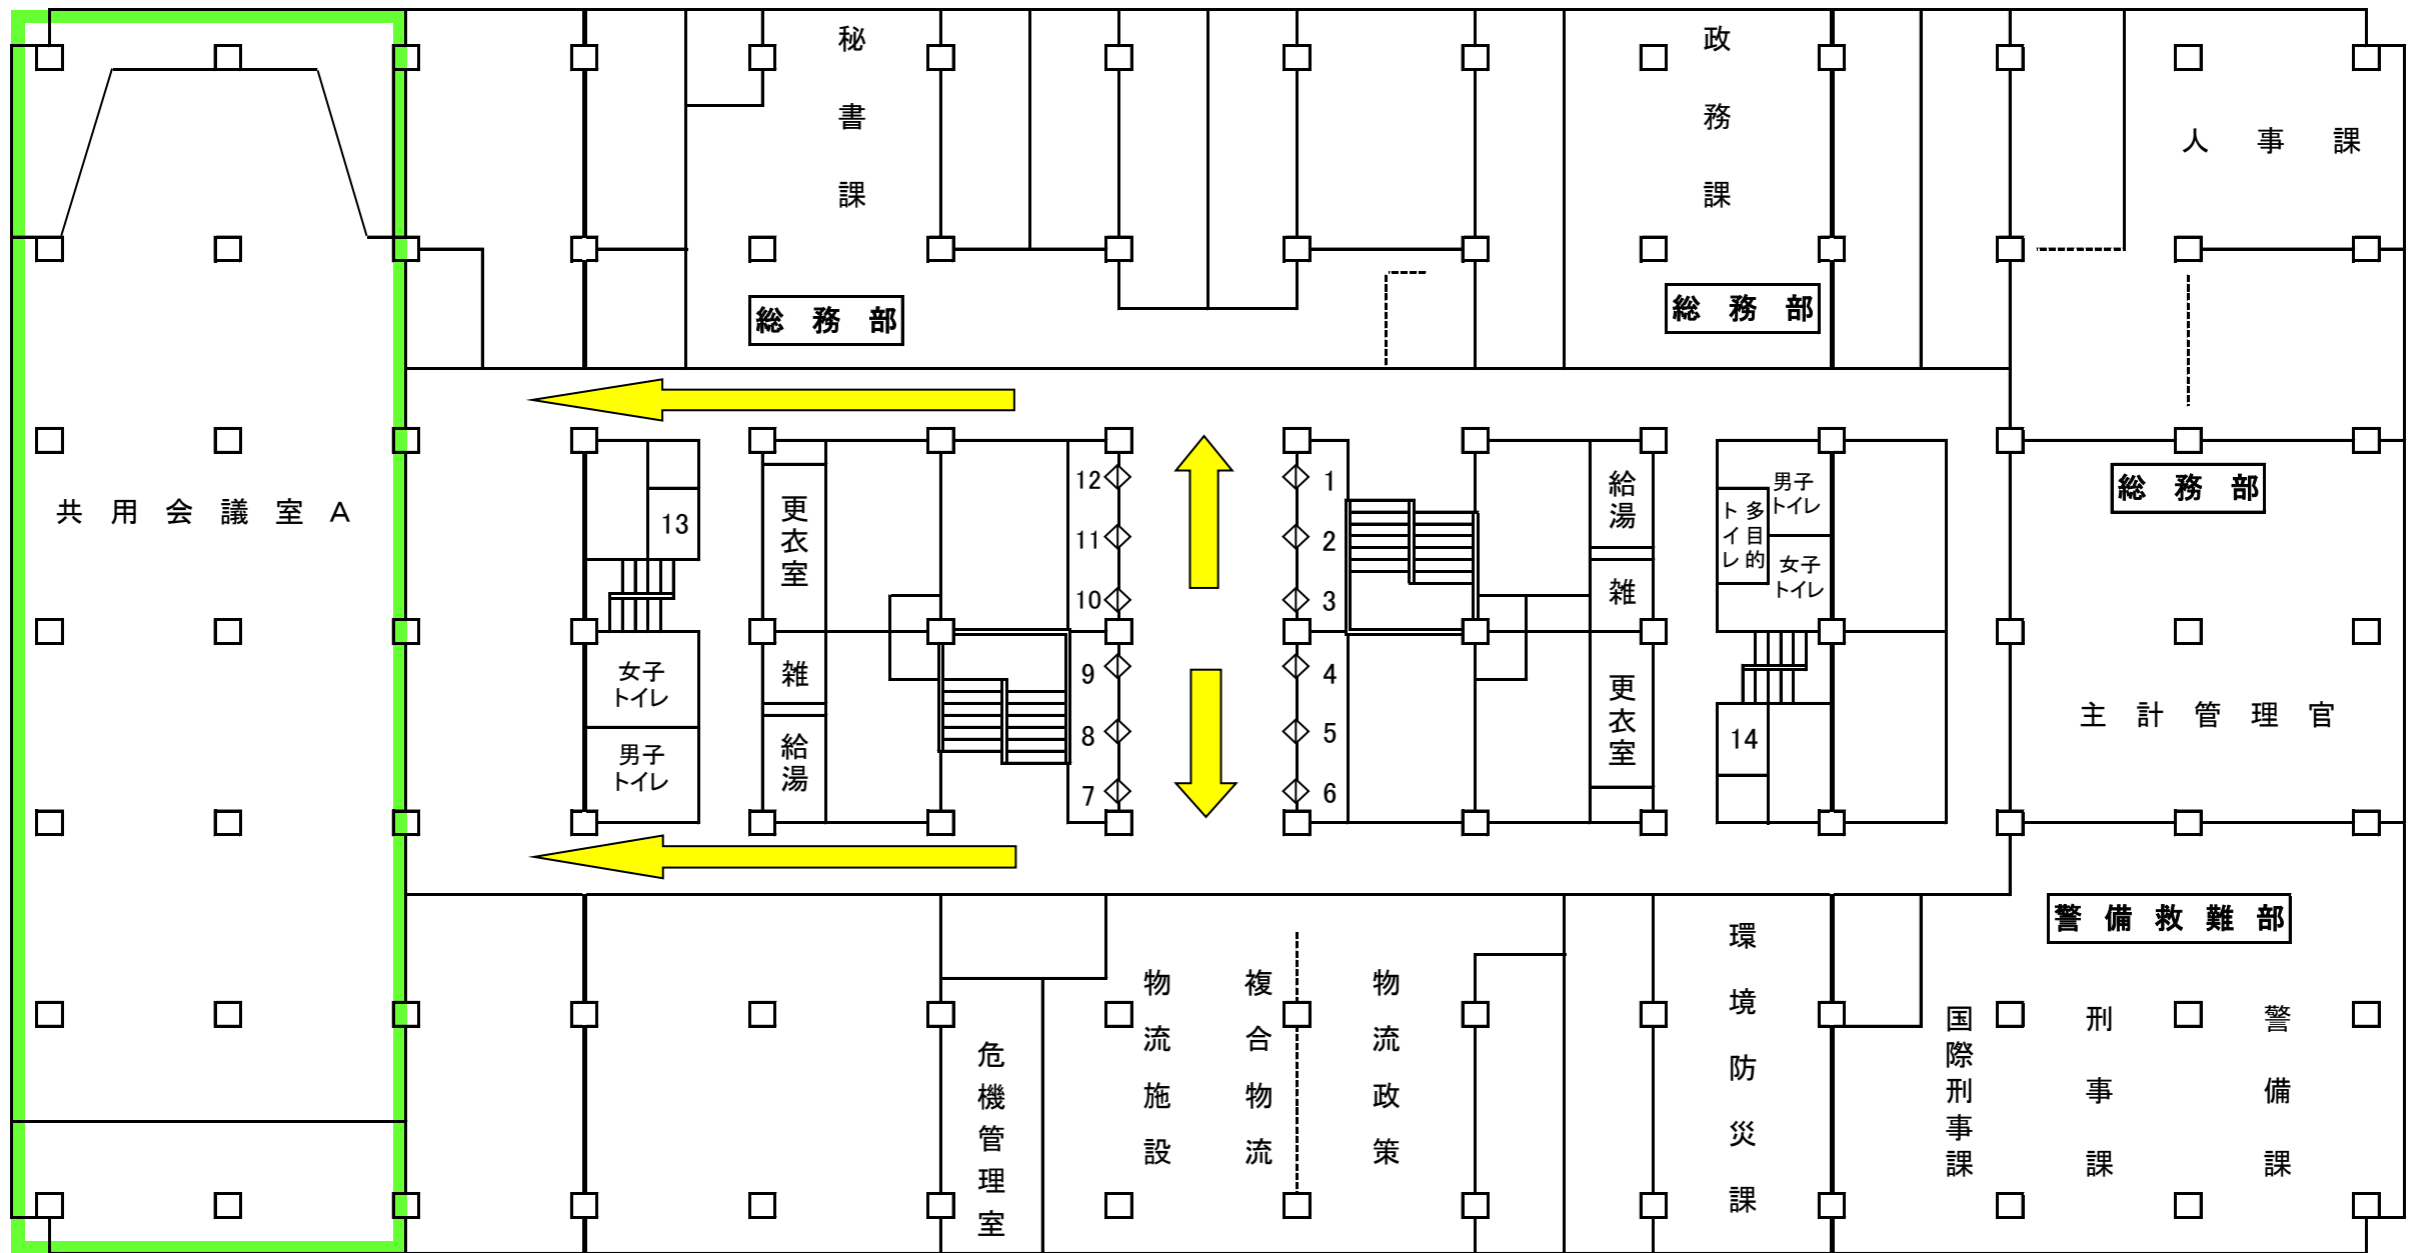 秘書課
政務課
人事課
総務部
総務部
共用会議室A
13
更衣室
雑
給湯
女子
トイレ
男子
トイレ
12
11
10
9
8
7
1
2
3
4
5
6
給湯
雑
更衣室
男子
トイレ
多目的
トイレ
女子
トイレ
14
総務部
主計管理官
警備救難部
危機管理室
物流施設
複合物流
物流政策
環境防災課
国際刑事課
刑事課
警備課